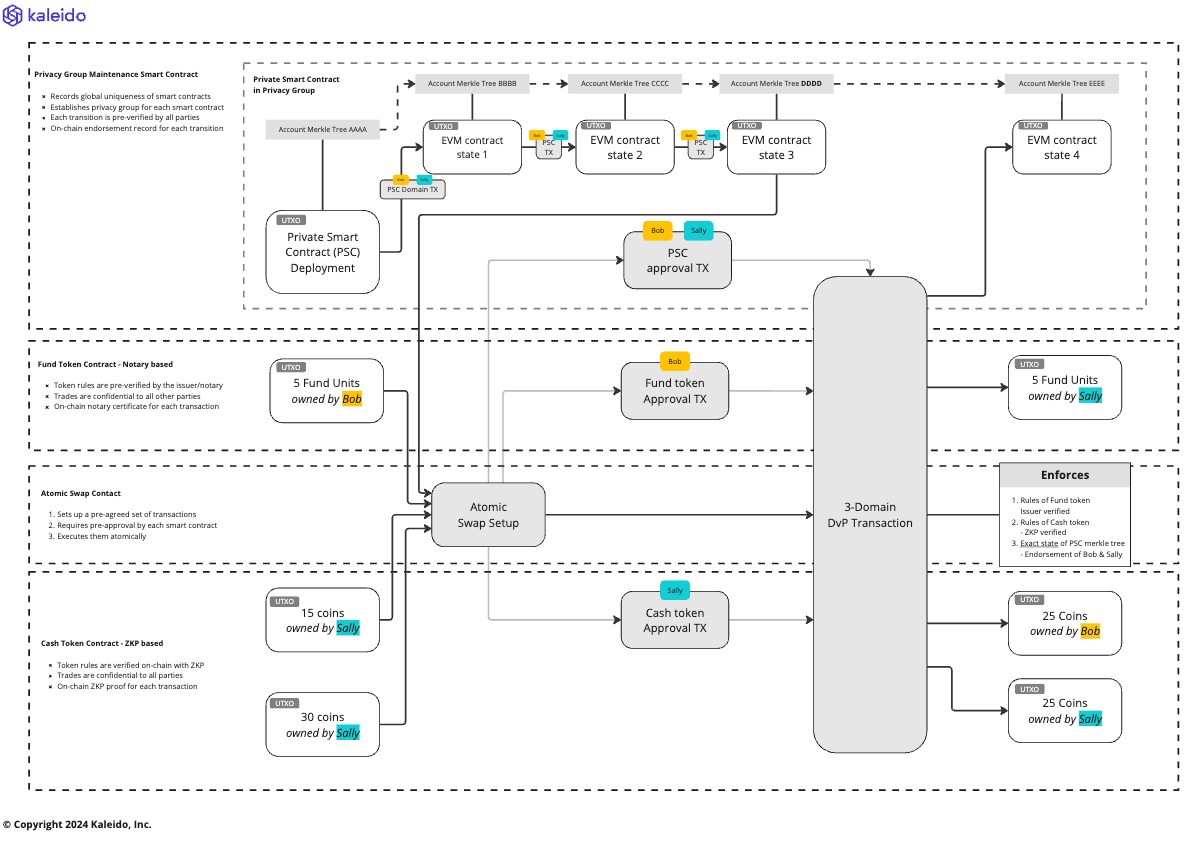 kaleido
Privacy Group Maintenance Smart Contract
Records global uniqueness of smart contracts
Establishes privacy group for each smart contract
Each transition is pre-verified by all parties
On-chain endorsement record for each transition
Private Smart Contract
in Privacy Group
Account Merkle Tree AAAA
Account Merkle Tree BBBB
Account Merkle Tree CCCC
Account Merkle Tree DDDD
Account Merkle Tree EEEE
UTXO
EVM contract
state 1
Bob
Sally
PSC
TX
UTXO
EVM contract
state 2
Bob
Sally
PSC
TX
UTXO
EVM contract
state 3
UTXO
EVM contract
state 4
Bob
Sally
PSC Domain TX
UTXO
Private Smart
Contract (PSC)
Deployment
Bob
Sally
PSC
approval TX
Fund Token Contract - Notary based
Token rules are pre-verified by the issuer/notary
Trades are confidential to all other parties
On-chain notary certificate for each transaction
UTXO
5 Fund Units
owned by Bob
Bob
Fund token
Approval TX
UTXO
5 Fund Units
owned by Sally
Atomic Swap Contact
1. Sets up a pre-agreed set of transactions
2. Requires pre-approval by each smart contract
3. Executes them atomically
Atomic
Swap Setup
3-Domain
DvP Transaction
Enforces
1. Rules of Fund token
Issuer verified
2. Rules of Cash token
- ZKP verified
3. Exact state of PSC merkle tree
- Endorsement of Bob & Sally
Cash Token Contract - ZKP based
Token rules are verified on-chain with ZKP
Trades are confidential to all parties
On-chain ZKP proof for each transaction
UTXO
15 coins
owned by Sally
UTXO
30 coins
owned by Sally
Sally
Cash token
Approval TX
UTXO
25 Coins
owned by Bob
UTXO
25 Coins
owned by Sally
© Copyright 2024 Kaleido, Inc.